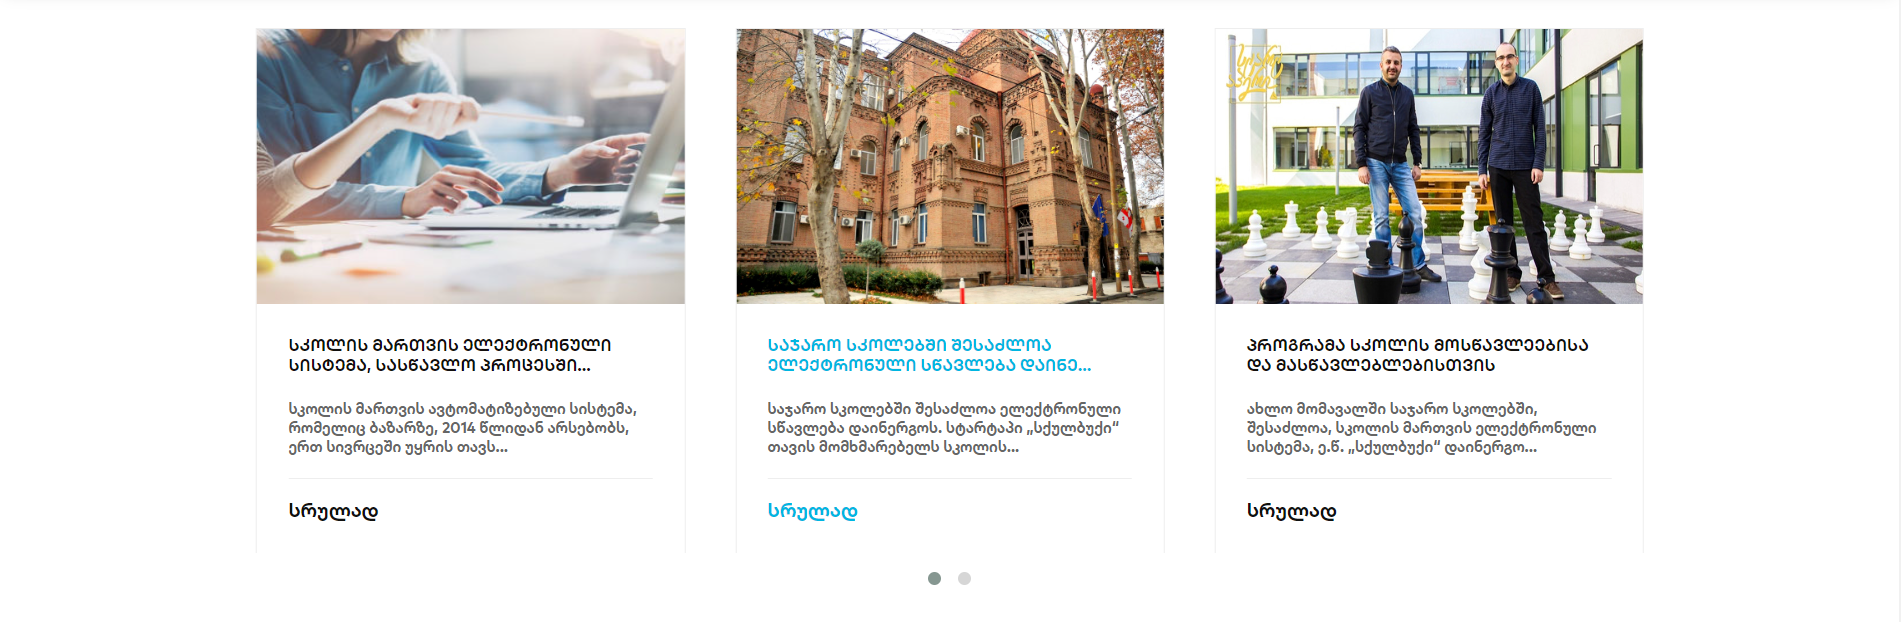 სკოლის მართვის ელექტრონული
სისტემა, სასწავლო პროცესში...
სკოლის მართვის ავტომატიზებული სისტემა,
რომელიც ბაზარზე, 2014 წლიდან არსებობს,
ერთ სივრცეში უყრის თავს...
სრულად
საჯარო სკოლებში შესაძლოა
ელექტრონული სწავლება დაინე...
საჯარო სკოლებში შესაძლოა ელექტრონული
სწავლება დაინერგოს. სტარტაპი „სქულბუქი“
თავის მომხმარებელს სკოლის...
სრულად
პროგრამა სკოლის მოსწავლეებისა
და მასწავლებლებისთვის
ახლო მომავალში საჯარო სკოლებში,
შესაძლოა, სკოლის მართვის ელექტრონული
სისტემა, ე.წ. „სქულბუქი“ დაინერგო...
სრულად